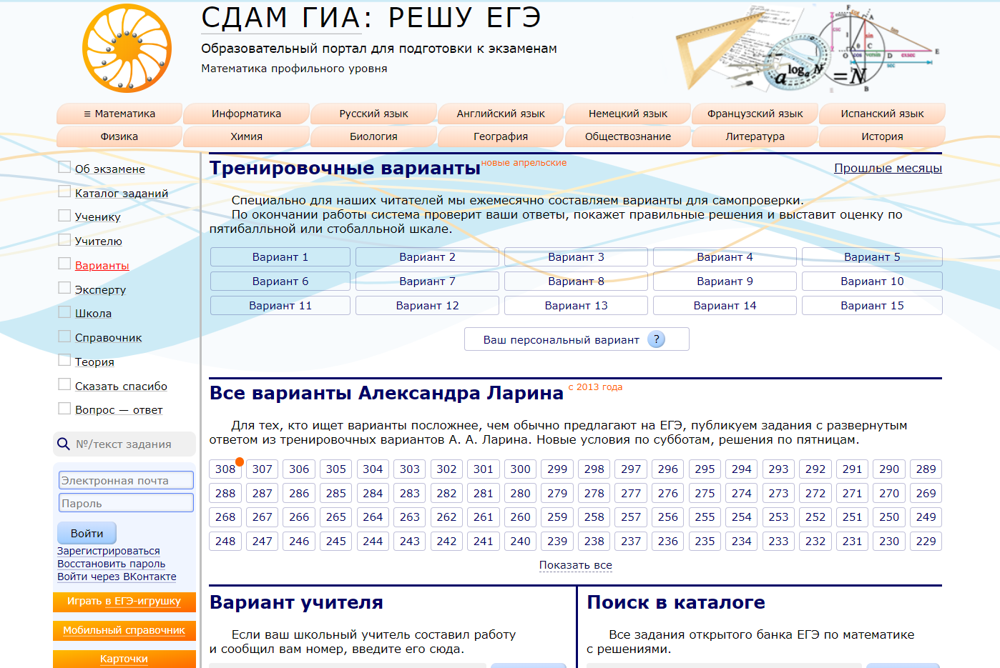 СДАМ ГИА: РЕШУ ЕГЭ
Образовательный портал для подготовки к экзаменам
Математика профильного уровня
≡ Математика
Информатика
Русский язык
Английский язык
Немецкий язык
Французский язык
Испанский язык
Физика
Химия
Биология
География
Обществознание
Литература
История
Об экзамене
Каталог заданий
Ученику
Учителю
Варианты
Эксперту
Школа
Справочник
Теория
Сказать спасибо
Вопрос — ответ
№/текст задания
Электронная почта
Пароль
Войти
Зарегистрироваться
Восстановить пароль
Войти через ВКонтакте
Играть в ЕГЭ-игрушку
Мобильный справочник
Карточки
Тренировочные варианты новые апрельские
Прошлые месяцы
Специально для наших читателей мы ежемесячно составляем варианты для самопроверки.
По окончании работы система проверит ваши ответы, покажет правильные решения и выставит оценку по
пятибалльной или стобалльной шкале.
Вариант 1 Вариант 2 Вариант 3 Вариант 4 Вариант 5
Вариант 6 Вариант 7 Вариант 8 Вариант 9 Вариант 10
Вариант 11 Вариант 12 Вариант 13 Вариант 14 Вариант 15
Ваш персональный вариант ?
Все варианты Александра Ларина с 2013 года
Для тех, кто ищет варианты посложнее, чем обычно предлагают на ЕГЭ, публикуем задания с развернутым
ответом из тренировочных вариантов А. А. Ларина. Новые условия по субботам, решения по пятницам.
308 307 306 305 304 303 302 301 300 299 298 297 296 295 294 293 292 291 290 289
288 287 286 285 284 283 282 281 280 279 278 277 276 275 274 273 272 271 270 269
268 267 266 265 264 263 262 261 260 259 258 257 256 255 254 253 252 251 250 249
248 247 246 245 244 243 242 241 240 239 238 237 236 235 234 233 232 231 230 229
Показать все
Вариант учителя
Если ваш школьный учитель составил работу
и сообщил вам номер, введите его сюда.
Поиск в каталоге
Все задания открытого банка ЕГЭ по математике
с решениями.